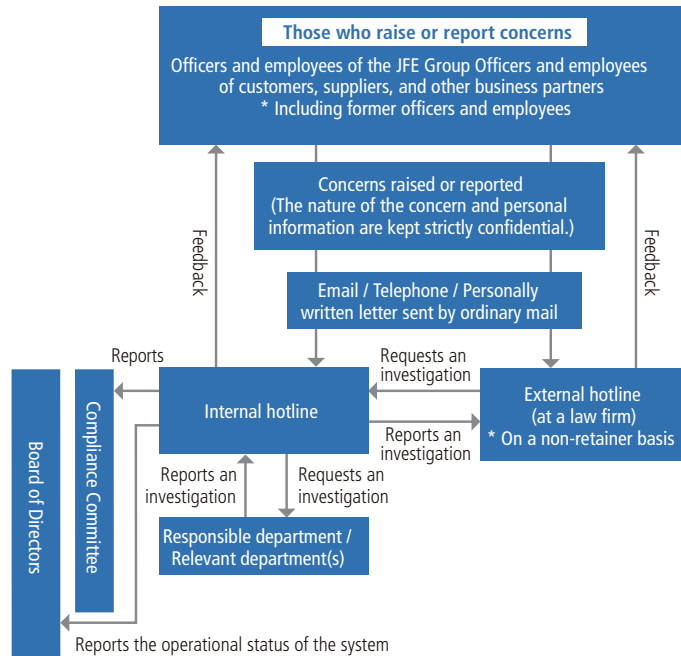 Those who raise or report concerns
Officers and employees of the JFE Group Officers and employees
of customers, suppliers, and other business partners
* Including former officers and employees
Concerns raised or reported
(The nature of the concern and personal
information are kept strictly confidential.)
Feedback
Feedback
Email / Telephone / Personally
written letter sent by ordinary mail
Reports
Requests an
investigation
Internal hotline
External hotline
(at a law firm)
* On a non-retainer basis
Reports an
investigation
Board of Directors
Compliance Committee
Reports an
investigation
Requests an
investigation
Responsible department /
Relevant department(s)
Reports the operational status of the system